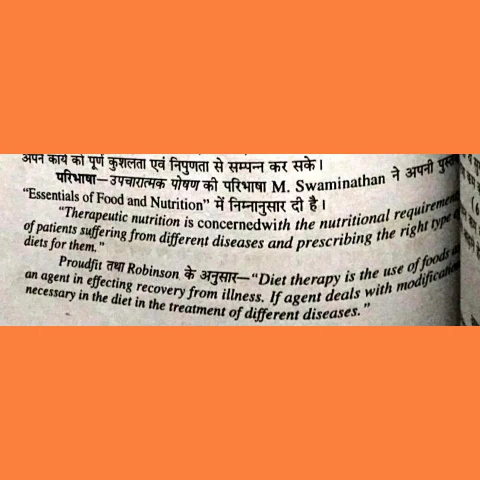 अपने कार्य को पूर्ण कुशलता एवं निपुणता से सम्पन्न कर सके।
परिभाषा—उपचारात्मक पोषण की परिभाषा M. Swaminathan ने अपनी
“Essentials of Food and Nutrition” में निम्नानुसार दी है।
“Therapeutic nutrition is concernedwith the nutritional
of patients suffering from different diseases and prescribing the right type
diets for them.”
Proudfit तथा Robinson के अनुसार—“Diet therapy is the use of foods
an agent in effecting recovery from illness. If agent deals with
necessary in the diet in the treatment of different diseases.”